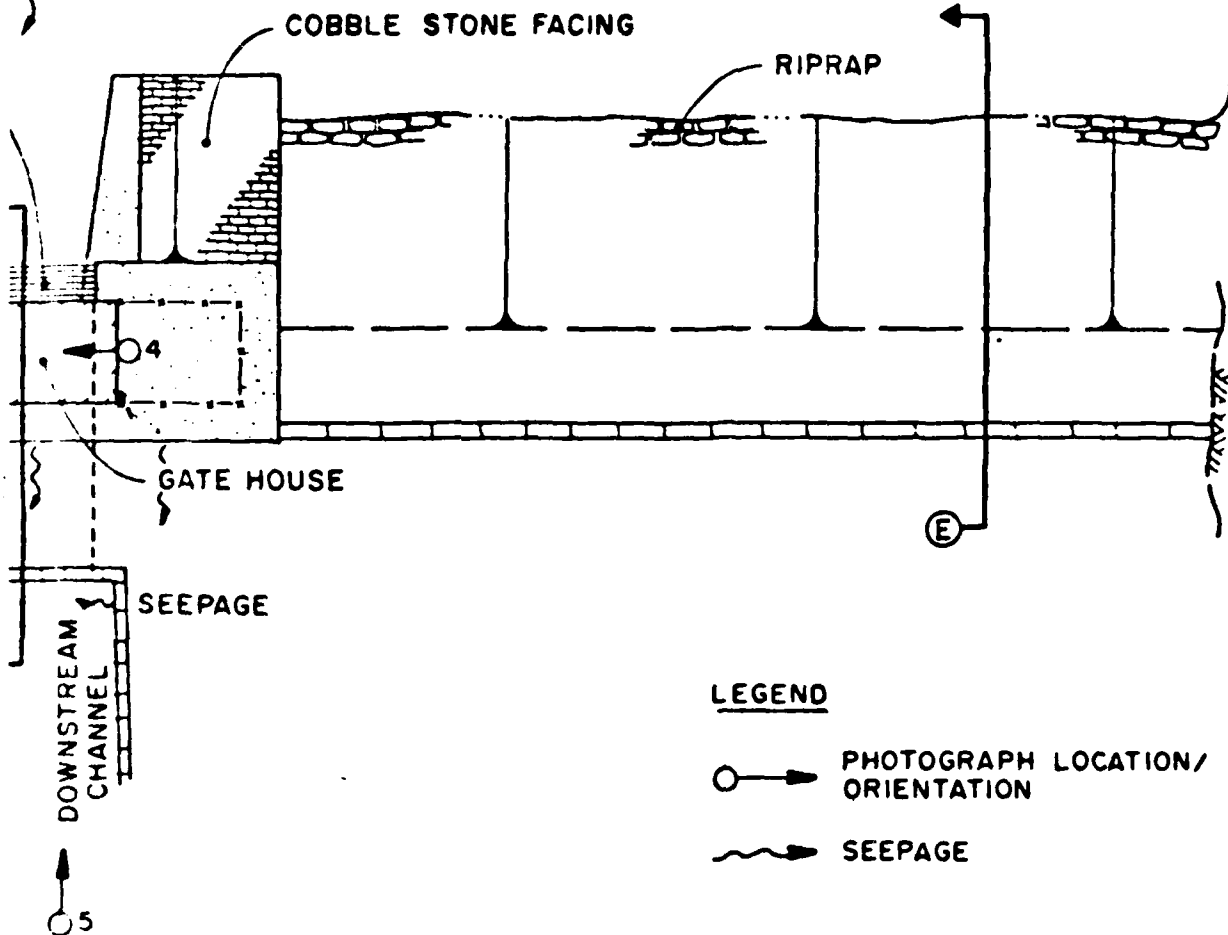 COBBLE STONE FACING
RIPRAP
4
GATE HOUSE
E
SEEPAGE
DOWNSTREAM
CHANNEL
LEGEND
PHOTOGRAPH LOCATION/
ORIENTATION
SEEPAGE
5